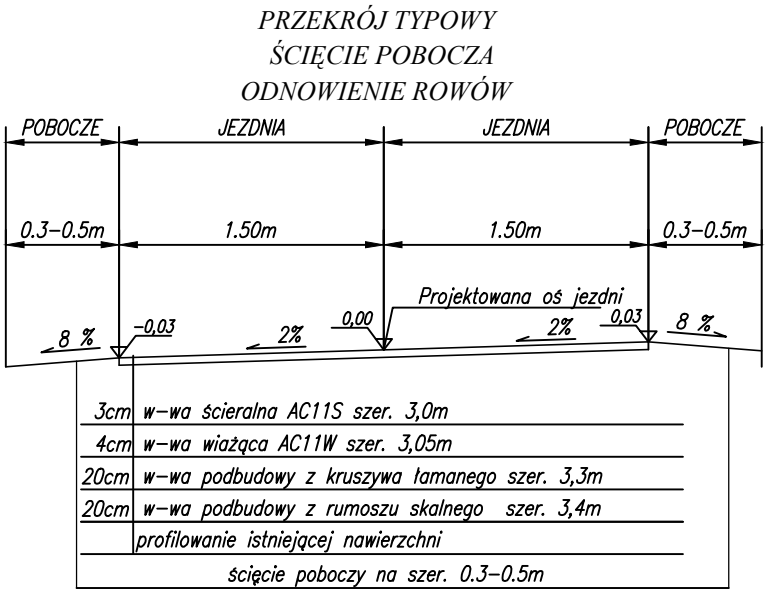 PRZEKRÓJ TYPOWY
ŚCIĘCIE POBOCZA
ODNOWIENIE ROWÓW
POBOCZE JEZDNIA JEZDNIA POBOCZE
0.3-0.5m 1.50m 1.50m 0.3-0.5m
Projektowana oś jezdni
8 % -0,03 2% 0,00 2% 0,03 8 %
3cm w-wa ścieralna AC11S szer. 3,0m
4cm w-wa wiażąca AC11W szer. 3,05m
20cm w-wa podbudowy z kruszywa łamanego szer. 3,3m
20cm w-wa podbudowy z rumoszu skalnego szer. 3,4m
profilowanie istniejącej nawierzchni
ścięcie poboczy na szer. 0.3-0.5m